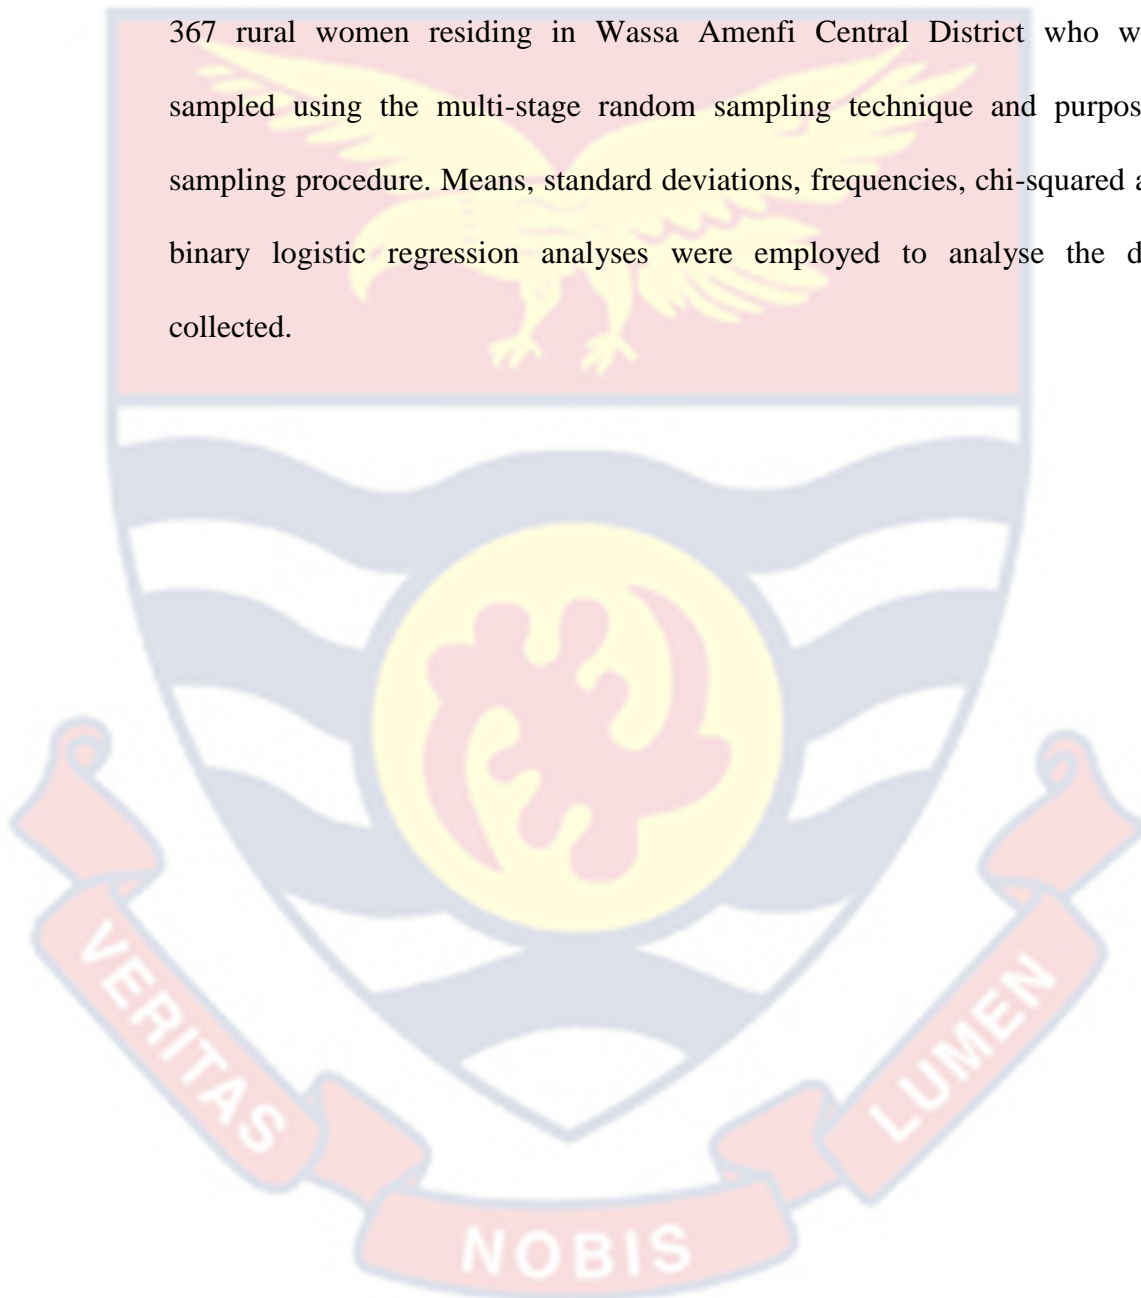 367 rural women residing in Wassa Amenfi Central District who w
sampled using the multi-stage random sampling technique and purpos
sampling procedure. Means, standard deviations, frequencies, chi-squared a
binary logistic regression analyses were employed to analyse the d
collected.
VERITAS
NOBIS
LUMEN